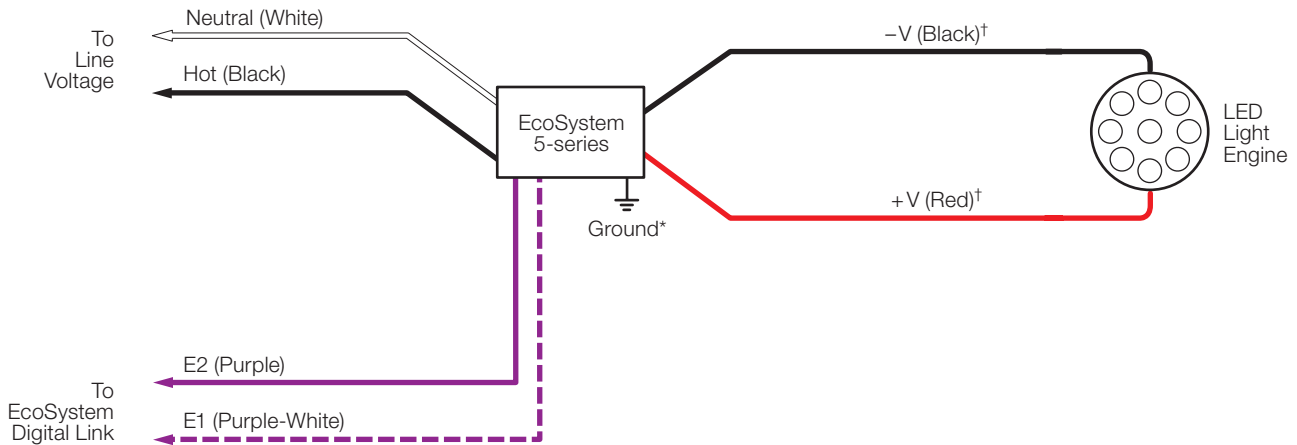 Neutral (White)
To
Line
Voltage
Hot (Black)
EcoSystem
5-series
Ground*
–V (Black)†
+V (Red)†
LED
Light
Engine
E2 (Purple)
To
EcoSystem
Digital Link
E1 (Purple-White)